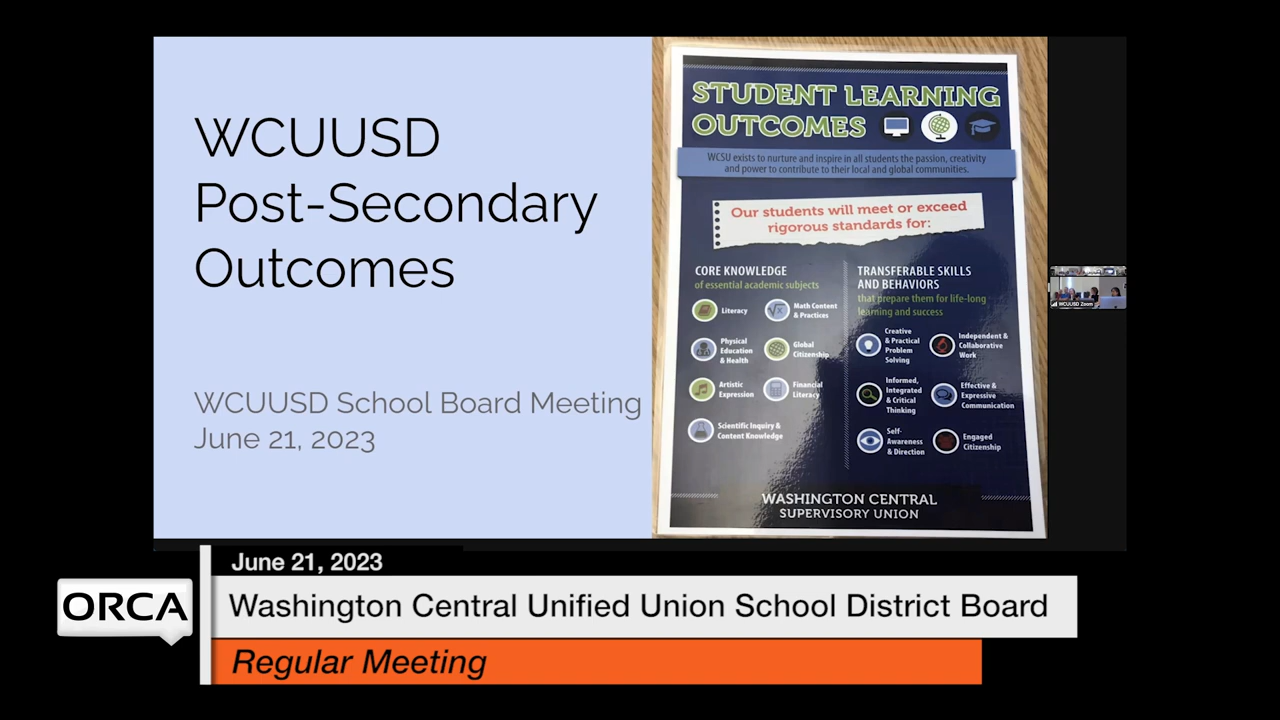 WCUUSD
Post-Secondary
Outcomes
WCUUSD School Board Meeting
June 21, 2023
STUDENT LEARNING
OUTCOMES
WCSU exists to nurture and inspire in all students the passion, creativity
and power to contribute to their local and global communities.
Our students will meet or exceed
rigorous standards for:
CORE KNOWLEDGE
of essential academic subjects
Literacy
Math Content
& Practices
Physical
Education
& Health
Global
Citizenship
Artistic
Expression
Financial
Literacy
Scientific Inquiry &
Content Knowledge
TRANSFERABLE SKILLS
AND BEHAVIORS
that prepare them for life-long
learning and success
Creative
& Practical
Problem
Solving
Independent &
Collaborative
Work
Informed,
Integrated
& Critical
Thinking
Effective &
Expressive
Communication
Self-
Awareness
& Direction
Engaged
Citizenship
WASHINGTON CENTRAL
SUPERVISORY UNION
WCUUSD Zoom
June 21, 2023
ORCA
Washington Central Unified Union School District Board
Regular Meeting